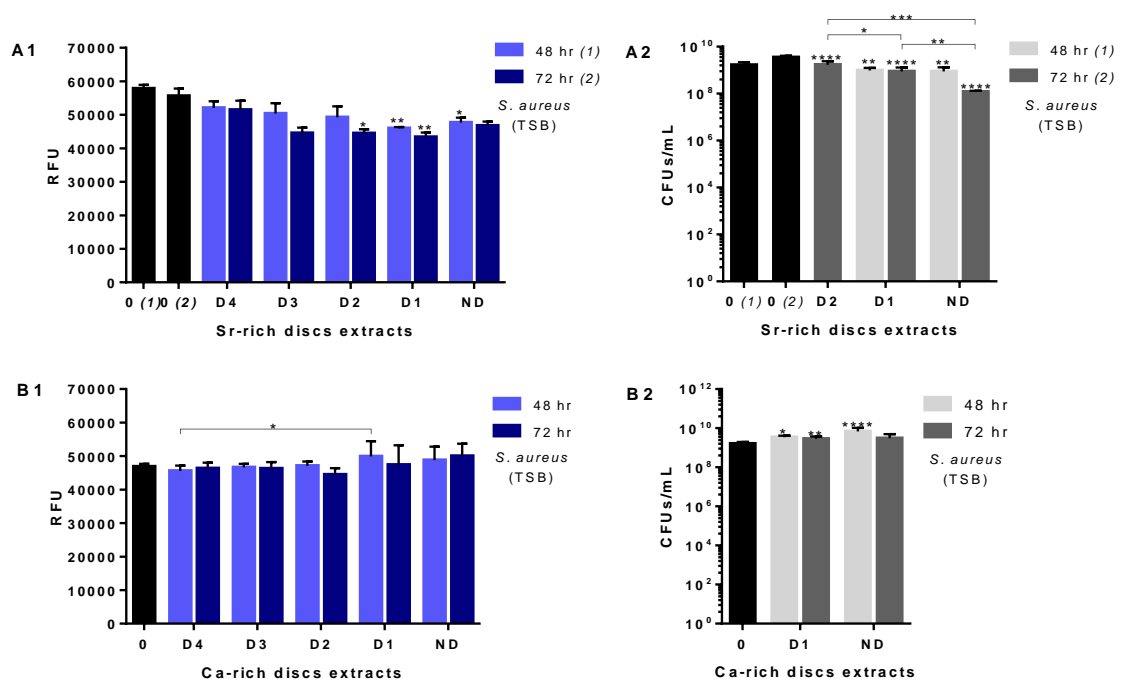 A1
70000
60000
50000
40000
30000
20000
10000
0
RFU
*
**
**
*
0 (1) 0 (2) D4 D3 D2 D1 ND
Sr-rich discs extracts
48 hr (1)
72 hr (2)
S. aureus
(TSB)
A2
10^10
10^8
10^6
10^4
10^2
10^0
CFUs/mL
***
*
**
****
**
****
**
****
0 (1) 0 (2) D2 D1 ND
Sr-rich discs extracts
48 hr (1)
72 hr (2)
S. aureus
(TSB)
B1
70000
60000
50000
40000
30000
20000
10000
0
RFU
*
0 D4 D3 D2 D1 ND
Ca-rich discs extracts
48 hr
72 hr
S. aureus
(TSB)
B2
10^12
10^10
10^8
10^6
10^4
10^2
10^0
CFUs/mL
*
**
****
0 D1 ND
Ca-rich discs extracts
48 hr
72 hr
S. aureus
(TSB)